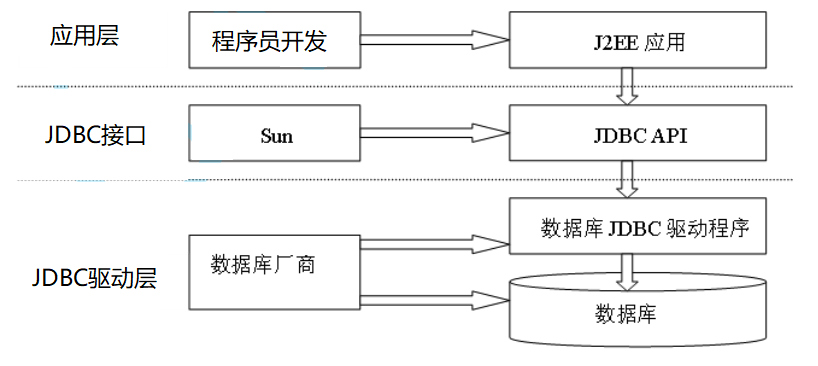 应用层
程序员开发
J2EE 应用
JDBC接口
Sun
JDBC API
JDBC驱动层
数据库厂商
数据库 JDBC 驱动程序
数据库